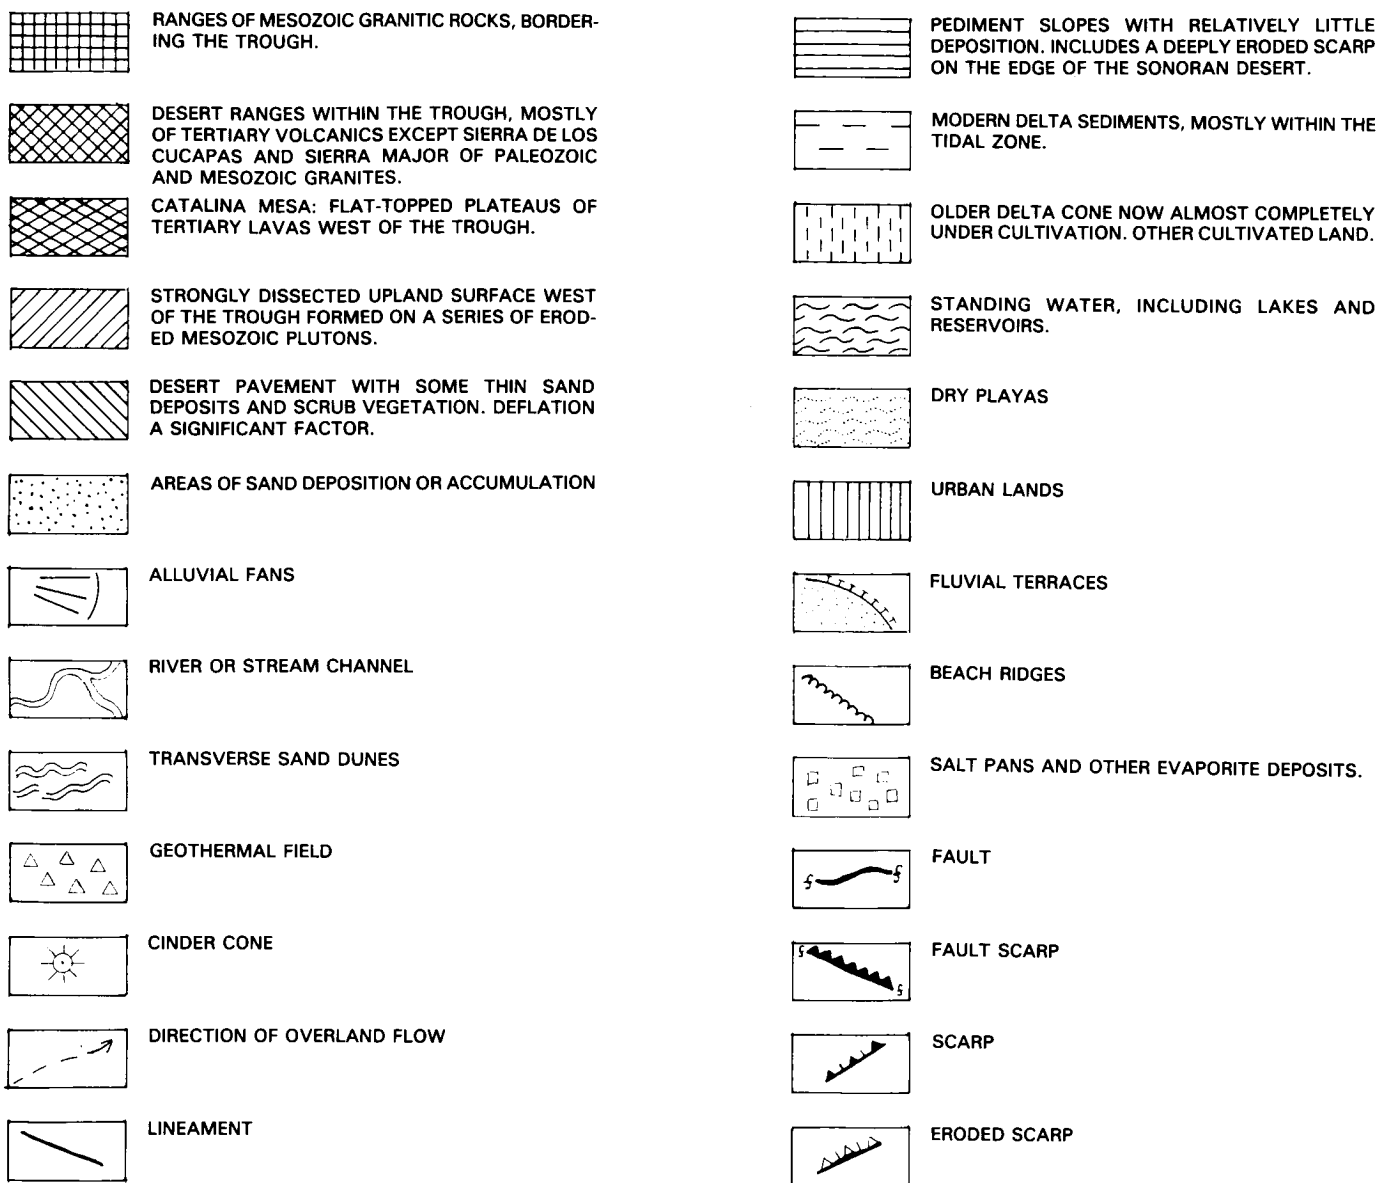 RANGES OF MESOZOIC GRANITIC ROCKS, BORDER-
ING THE TROUGH.
DESERT RANGES WITHIN THE TROUGH, MOSTLY
OF TERTIARY VOLCANICS EXCEPT SIERRA DE LOS
CUCAPAS AND SIERRA MAJOR OF PALEOZOIC
AND MESOZOIC GRANITES.
CATALINA MESA: FLAT-TOPPED PLATEAUS OF
TERTIARY LAVAS WEST OF THE TROUGH.
STRONGLY DISSECTED UPLAND SURFACE WEST
OF THE TROUGH FORMED ON A SERIES OF EROD-
ED MESOZOIC PLUTONS.
DESERT PAVEMENT WITH SOME THIN SAND
DEPOSITS AND SCRUB VEGETATION. DEFLATION
A SIGNIFICANT FACTOR.
AREAS OF SAND DEPOSITION OR ACCUMULATION
ALLUVIAL FANS
RIVER OR STREAM CHANNEL
TRANSVERSE SAND DUNES
GEOTHERMAL FIELD
CINDER CONE
DIRECTION OF OVERLAND FLOW
LINEAMENT
PEDIMENT SLOPES WITH RELATIVELY LITTLE
DEPOSITION. INCLUDES A DEEPLY ERODED SCARP
ON THE EDGE OF THE SONORAN DESERT.
MODERN DELTA SEDIMENTS, MOSTLY WITHIN THE
TIDAL ZONE.
OLDER DELTA CONE NOW ALMOST COMPLETELY
UNDER CULTIVATION. OTHER CULTIVATED LAND.
STANDING WATER, INCLUDING LAKES AND
RESERVOIRS.
DRY PLAYAS
URBAN LANDS
FLUVIAL TERRACES
BEACH RIDGES
SALT PANS AND OTHER EVAPORITE DEPOSITS.
FAULT
FAULT SCARP
SCARP
ERODED SCARP